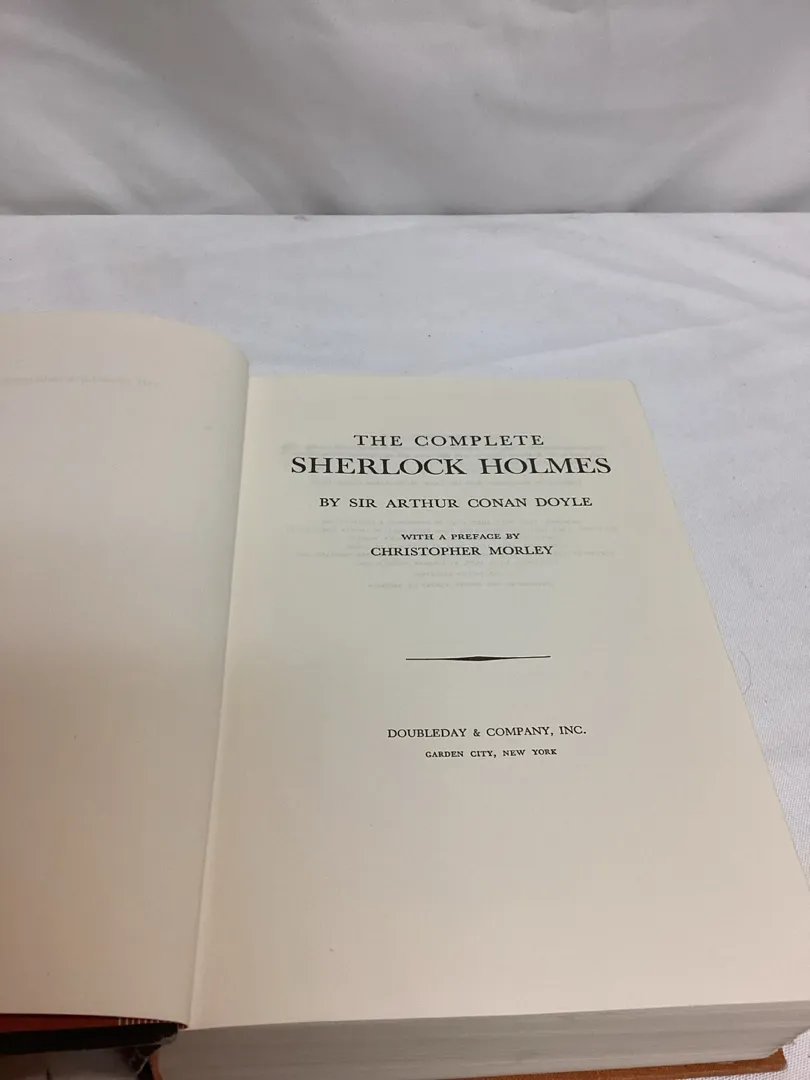 THE COMPLETE
SHERLOCK HOLMES
BY SIR ARTHUR CONAN DOYLE
WITH A PREFACE BY
CHRISTOPHER MORLEY
DOUBLEDAY & COMPANY, INC.
GARDEN CITY, NEW YORK